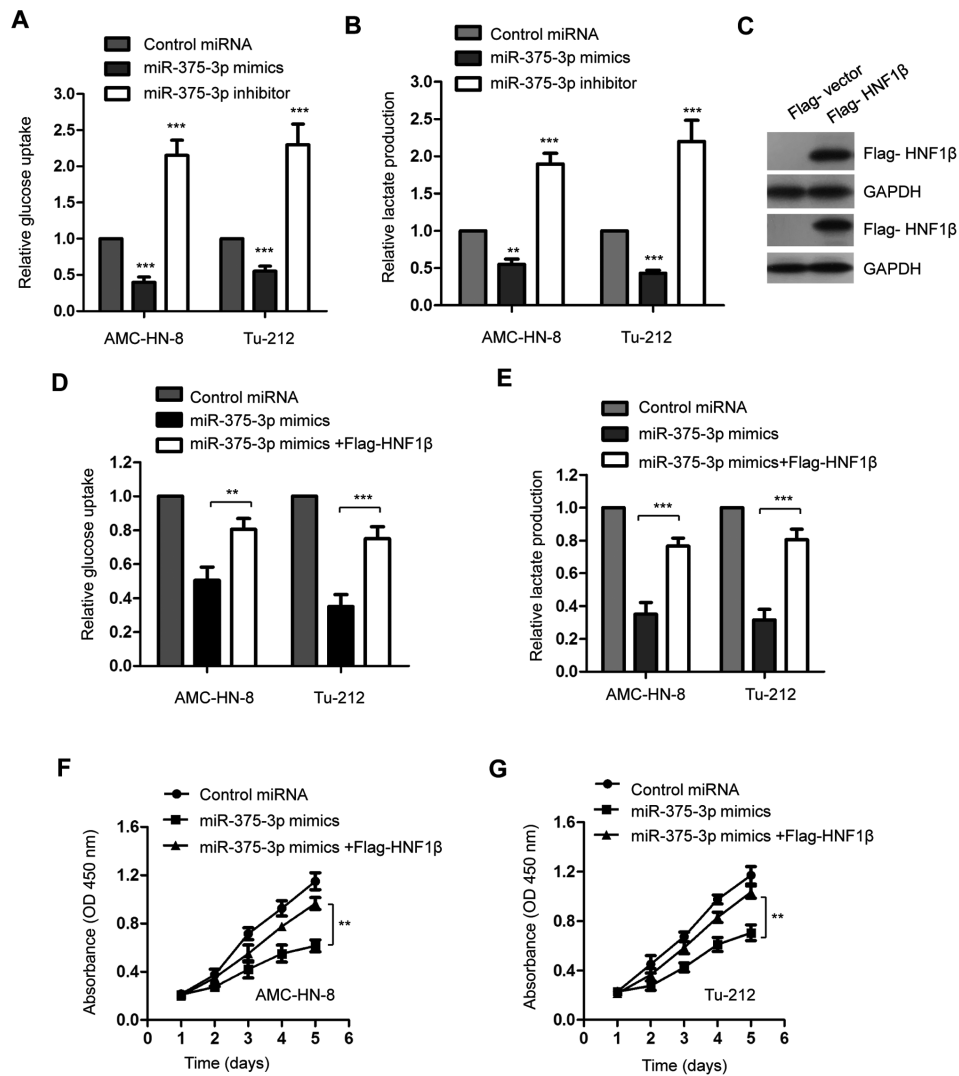 A
Control miRNA
miR-375-3p mimics
miR-375-3p inhibitor
Relative glucose uptake
3.0
2.5
2.0
1.0
0.5
0.0
***
***
***
***
AMC-HN-8
Tu-212
B
Control miRNA
miR-375-3p mimics
miR-375-3p inhibitor
Relative lactate production
3.0
2.5
2.0
1.5
1.0
0.5
0.0
**
***
***
***
AMC-HN-8
Tu-212
C
Flag- vector
Flag- HNF1β
Flag- HNF1β
GAPDH
Flag- HNF1β
GAPDH
D
Control miRNA
miR-375-3p mimics
miR-375-3p mimics +Flag-HNF1β
Relative glucose uptake
1.2
1.0
0.8
0.6
0.4
0.2
0.0
**
***
AMC-HN-8
Tu-212
E
Control miRNA
miR-375-3p mimics
miR-375-3p mimics+Flag-HNF1β
Relative lactate production
1.2
1.0
0.8
0.6
0.4
0.2
0.0
***
***
AMC-HN-8
Tu-212
F
Control miRNA
miR-375-3p mimics
miR-375-3p mimics +Flag-HNF1β
Absorbance (OD 450 nm)
1.6
1.2
0.8
0.4
0.0
**
AMC-HN-8
0 1 2 3 4 5 6
Time (days)
G
Control miRNA
miR-375-3p mimics
miR-375-3p mimics +Flag-HNF1β
Absorbance (OD 450 nm)
1.6
1.2
0.8
0.4
0.0
**
Tu-212
0 1 2 3 4 5 6
Time (days)